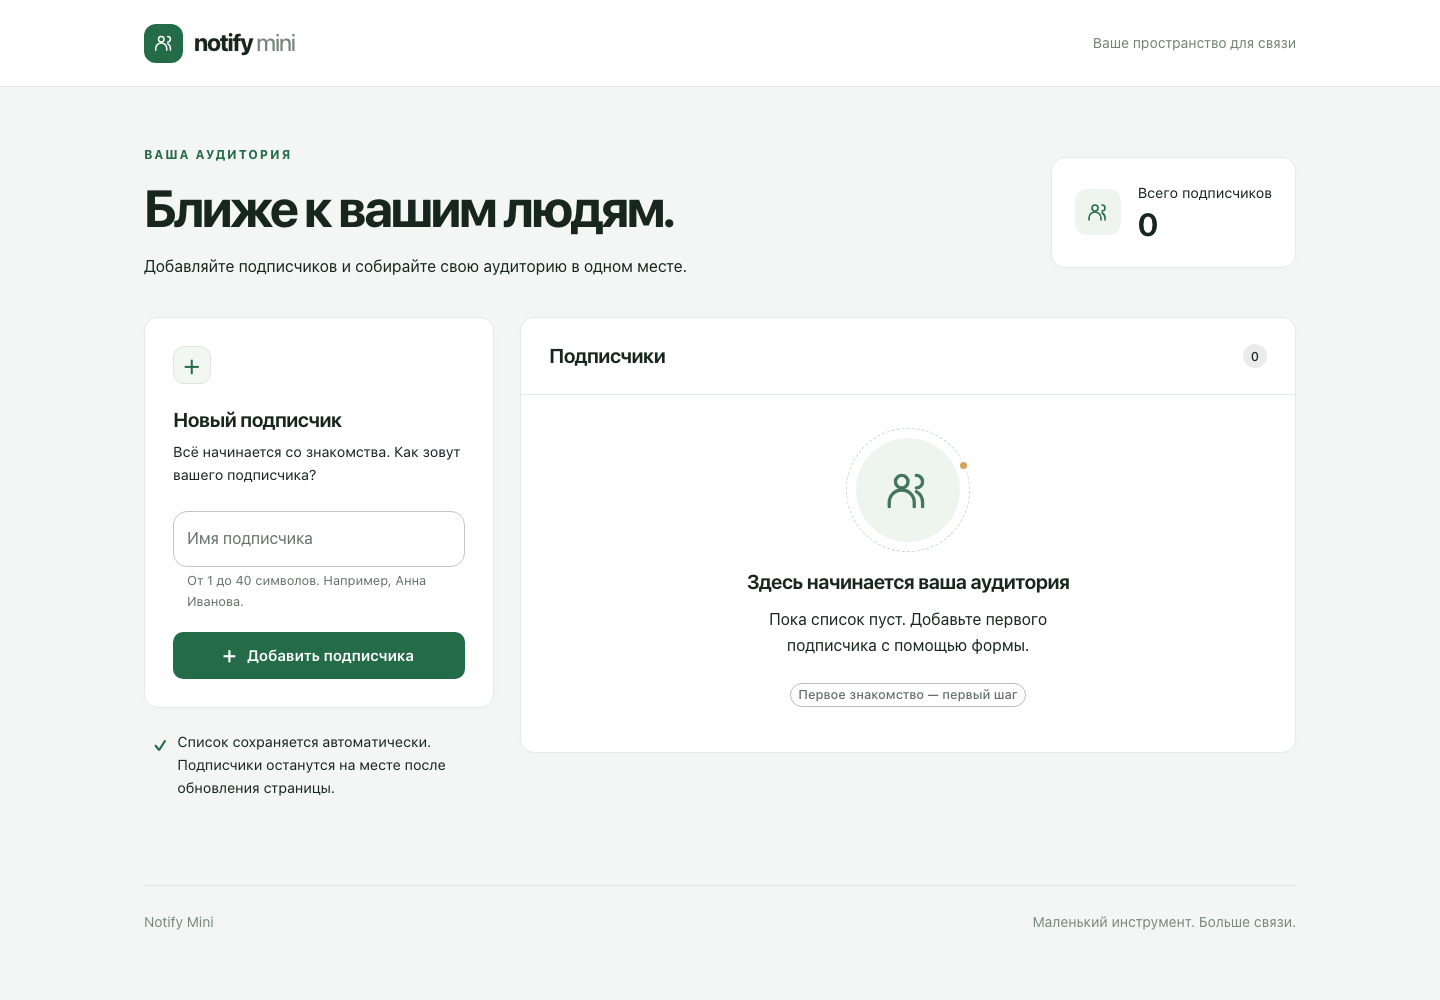 notify mini
Ваше пространство для связи
ВАША АУДИТОРИЯ
Ближе к вашим людям.
Добавляйте подписчиков и собирайте свою аудиторию в одном месте.
Всего подписчиков
0
Новый подписчик
Всё начинается со знакомства. Как зовут
вашего подписчика?
Имя подписчика
От 1 до 40 символов. Например, Анна
Иванова.
Добавить подписчика
Список сохраняется автоматически.
Подписчики останутся на месте после
обновления страницы.
Подписчики
0
Здесь начинается ваша аудитория
Пока список пуст. Добавьте первого
подписчика с помощью формы.
Первое знакомство — первый шаг
Notify Mini
Маленький инструмент. Больше связи.